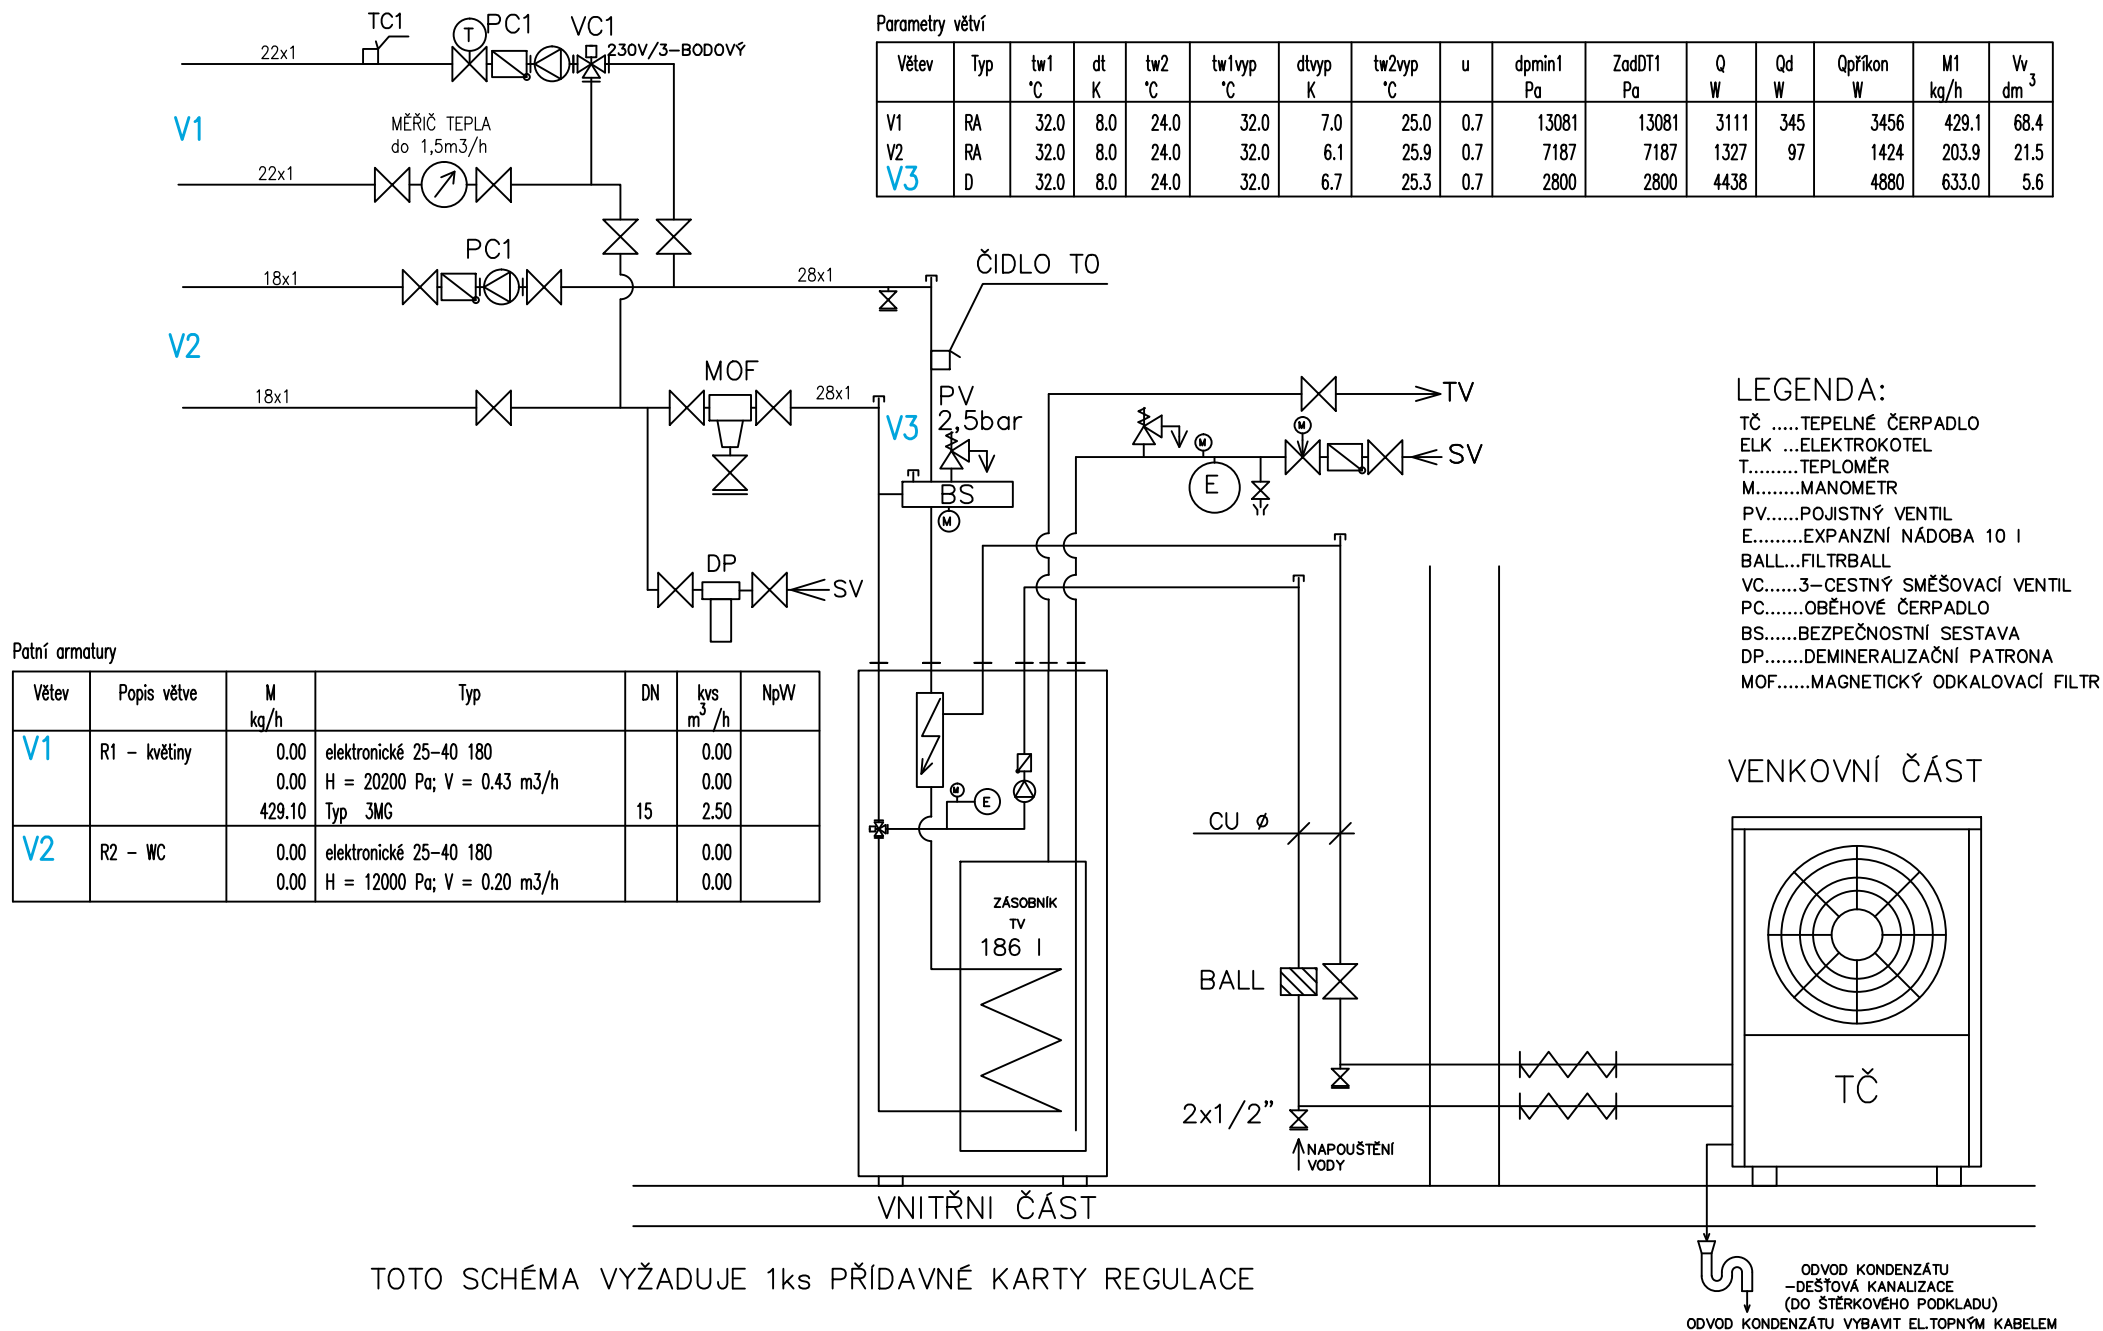 TC1
PC1
VC1
T
22x1
230V/3-BODOVÝ
V1
MĚŘIČ TEPLA
do 1,5m3/h
22x1
PC1
18x1
28x1
ČIDLO TO
V2
MOF
18x1
28x1
V3
PV
2,5bar
BS
M
DP
SV
TV
M
M
SV
E
Parametry větví
Větev Typ tw1 dt tw2 tw1vyp dtvyp tw2vyp u dpmin1 ZadDT1 Q Qd Qpříkon M1 Vv
°C K °C °C K °C Pa Pa W W W kg/h dm³
V1 RA 32.0 8.0 24.0 32.0 7.0 25.0 0.7 13081 13081 3111 345 3456 429.1 68.4
V2 RA 32.0 8.0 24.0 32.0 6.1 25.9 0.7 7187 7187 1327 97 1424 203.9 21.5
V3 D 32.0 8.0 24.0 32.0 6.7 25.3 0.7 2800 2800 4438 4880 633.0 5.6
LEGENDA:
TČ .....TEPELNÉ ČERPADLO
ELK ...ELEKTROKOTEL
T.........TEPLOMĚR
M........MANOMETR
PV......POJISTNÝ VENTIL
E.........EXPANZNÍ NÁDOBA 10 l
BALL...FILTRBALL
VC......3-CESTNÝ SMĚŠOVACÍ VENTIL
PC.......OBĚHOVÉ ČERPADLO
BS......BEZPEČNOSTNÍ SESTAVA
DP.......DEMINERALIZAČNÍ PATRONA
MOF......MAGNETICKÝ ODKALOVACÍ FILTR
Patní armatury
Větev Popis větve M Typ DN kvs NpVV
kg/h m³ /h
V1 R1 - květiny 0.00 elektronické 25-40 180 0.00
0.00 H = 20200 Pa; V = 0.43 m3/h 0.00
429.10 Typ 3MG 15 2.50
V2 R2 - WC 0.00 elektronické 25-40 180 0.00
0.00 H = 12000 Pa; V = 0.20 m3/h 0.00
M
E
ZÁSOBNÍK
TV
186 l
CU ø
BALL
2x1/2"
NAPOUŠTĚNÍ
VODY
VENKOVNÍ ČÁST
TČ
VNITŘNI ČÁST
TOTO SCHÉMA VYŽADUJE 1ks PŘÍDAVNÉ KARTY REGULACE
ODVOD KONDENZÁTU
-DEŠŤOVÁ KANALIZACE
(DO ŠTĚRKOVÉHO PODKLADU)
ODVOD KONDENZÁTU VYBAVIT EL.TOPNÝM KABELEM